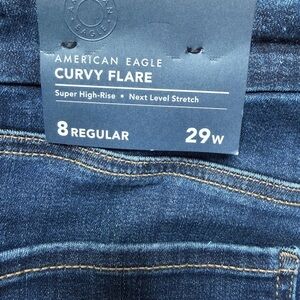 AMERICAN EAGLE
CURVY FLARE
Super High-Rise • Next Level Stretch
8 REGULAR 29W